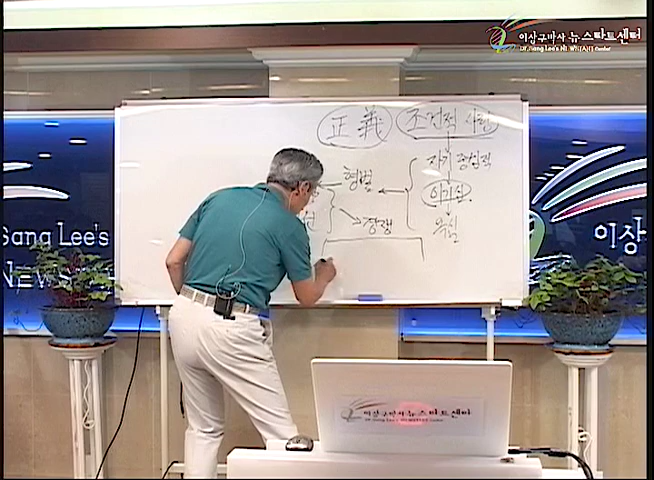 이상구박사 뉴스타트센터
Dr. Sang Lee's NEWSTART Center
正義 조건적 사랑
자기 중심적
형벌
이기심
전쟁
욕심
Sang Lee's
NEWS
이상
이상구박사 뉴스타트센터